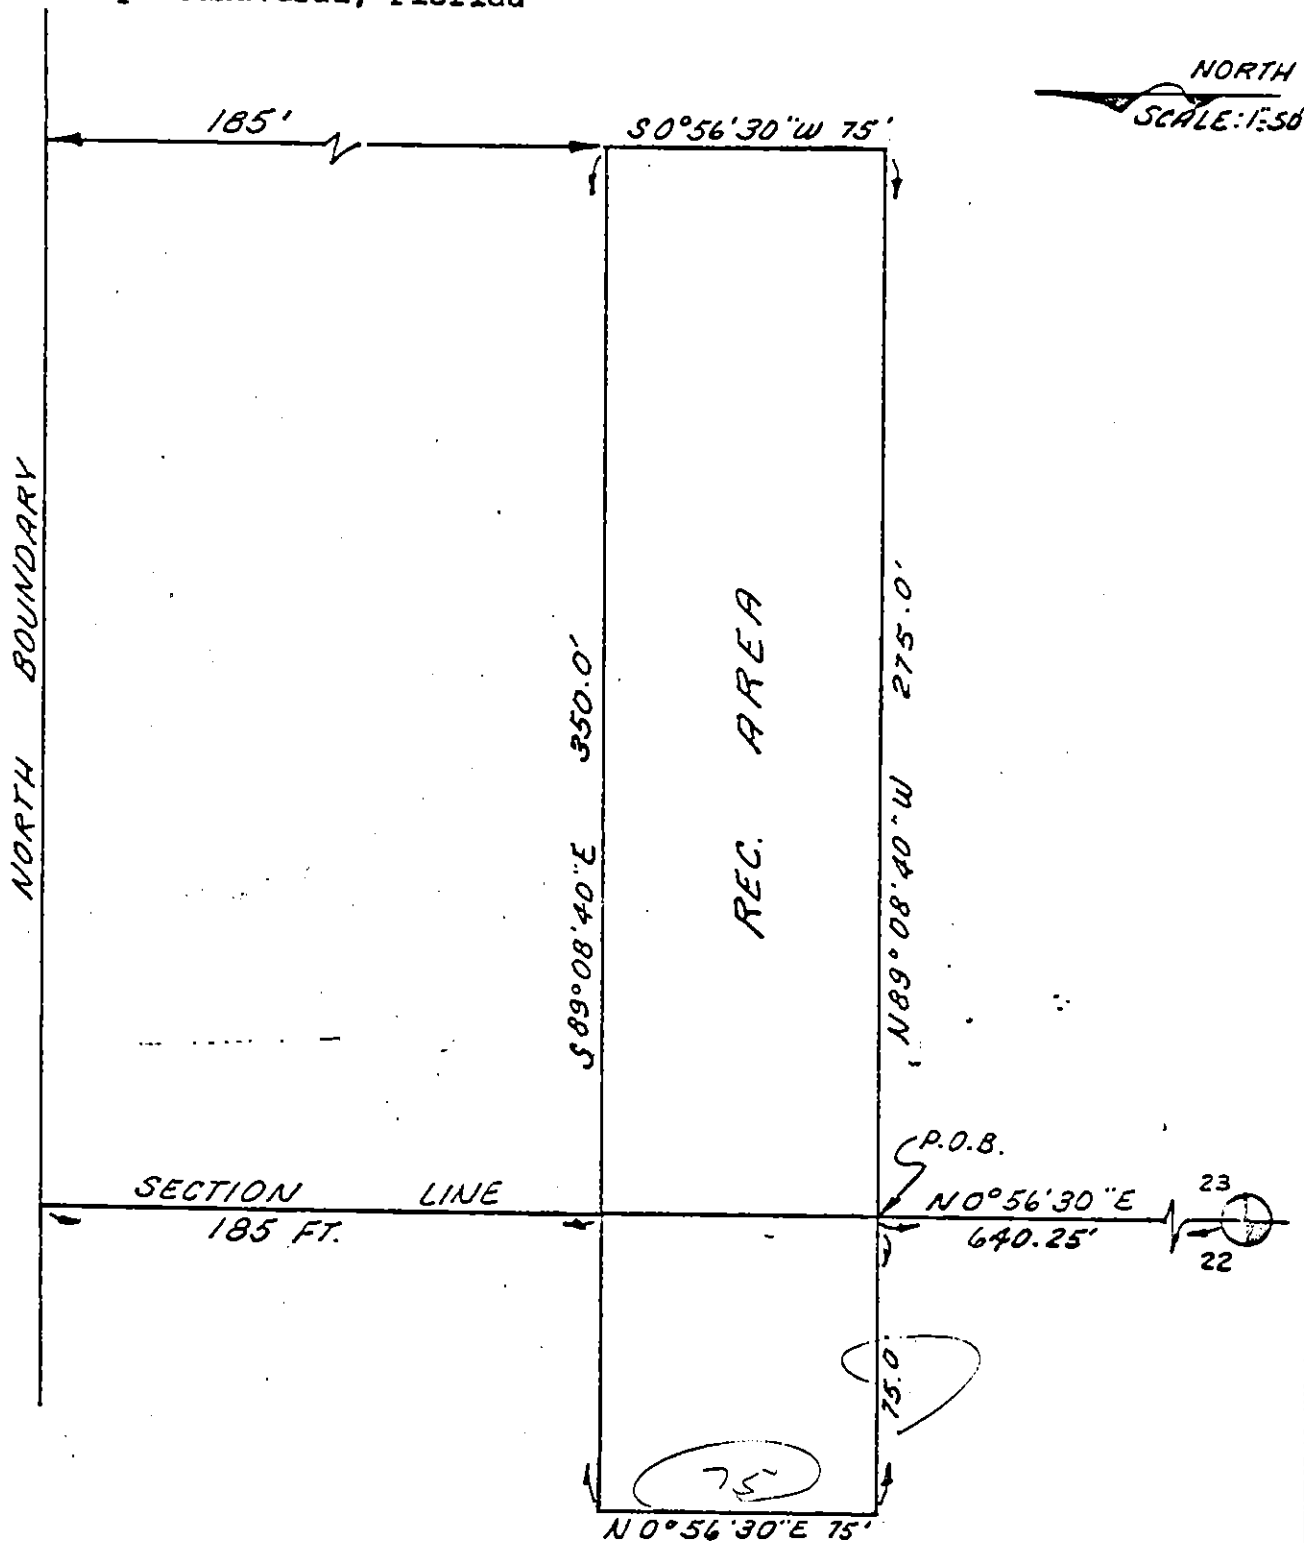 Florida
NORTH
SCALE: 1"=50'
185'
S 0°56'30"W 75'
NORTH BOUNDARY
S 89°08'40"E 350.0'
REC. AREA
N 89°08'40"W 275.0'
P.O.B.
SECTION LINE
185 FT.
N 0°56'30"E
640.25'
23
22
75.0'
75'
N 0°56'30"E 75'